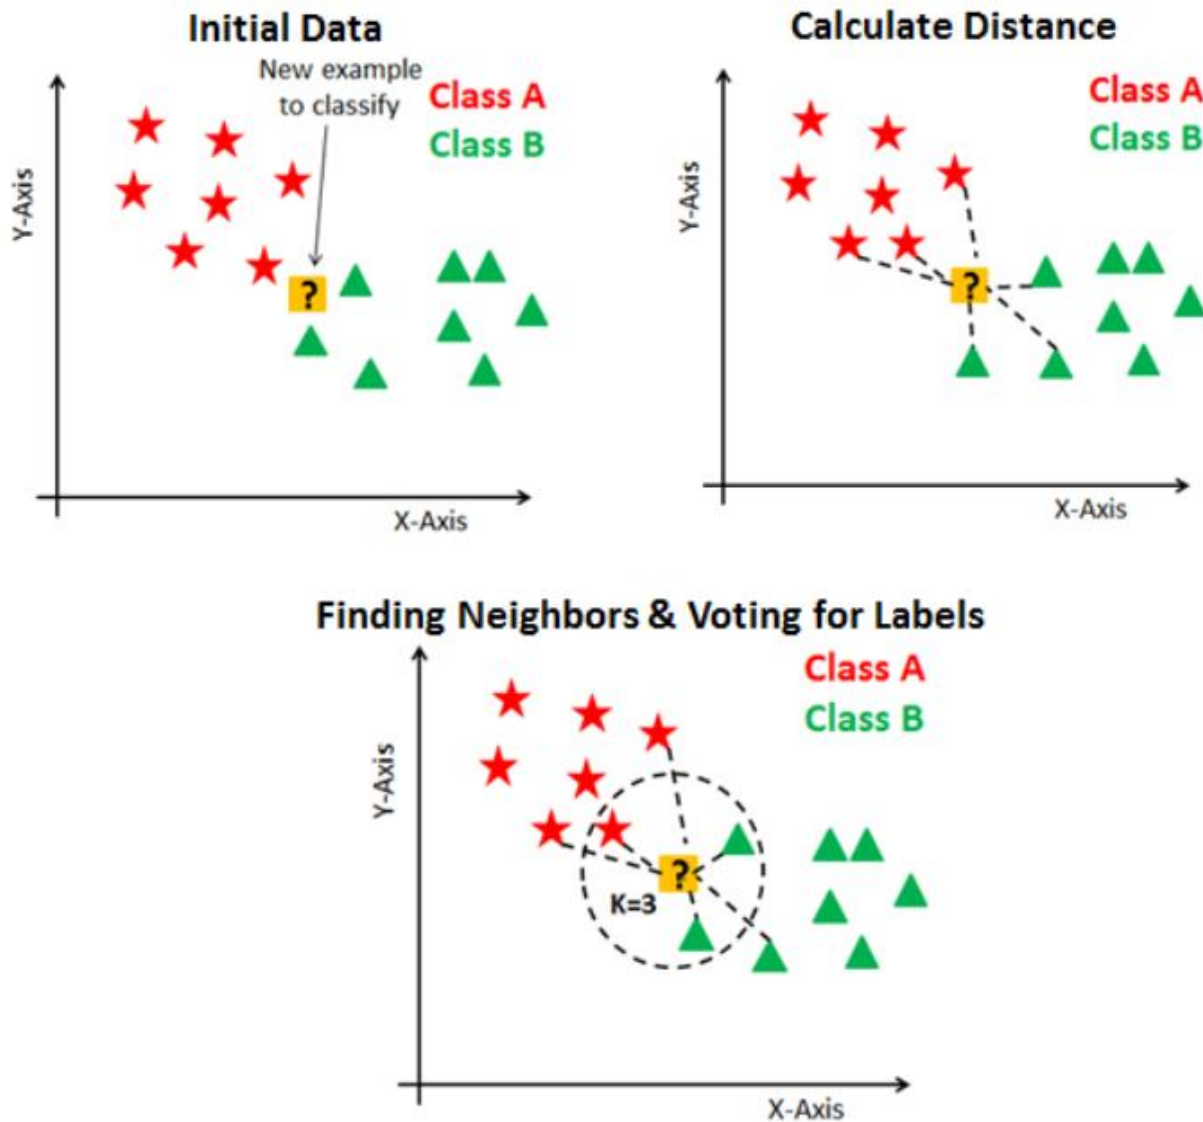 Initial Data
New example
to classify
Class A
Class B
Y-Axis
?
X-Axis
Calculate Distance
Class A
Class B
Y-Axis
?
X-Axis
Finding Neighbors & Voting for Labels
Class A
Class B
Y-Axis
?
K=3
X-Axis